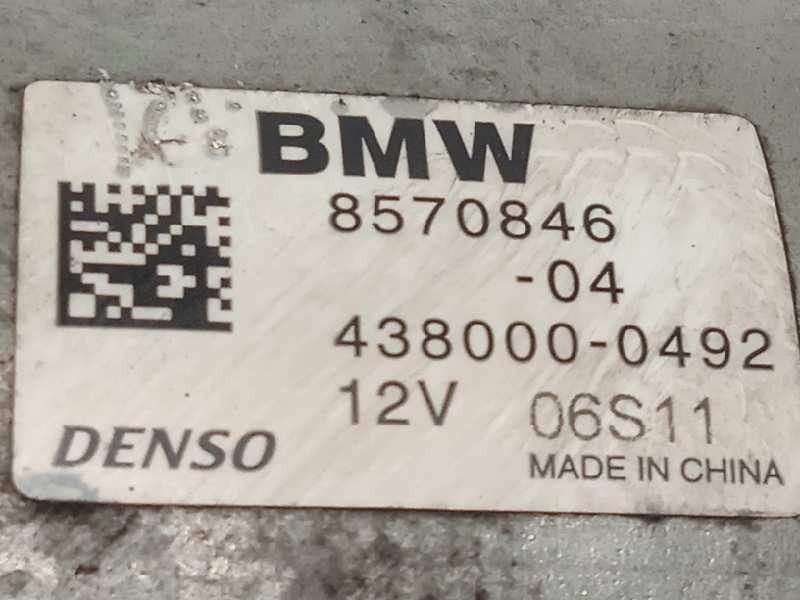 BMW
8570846
-04
438000-0492
12V 06S11
DENSO
MADE IN CHINA